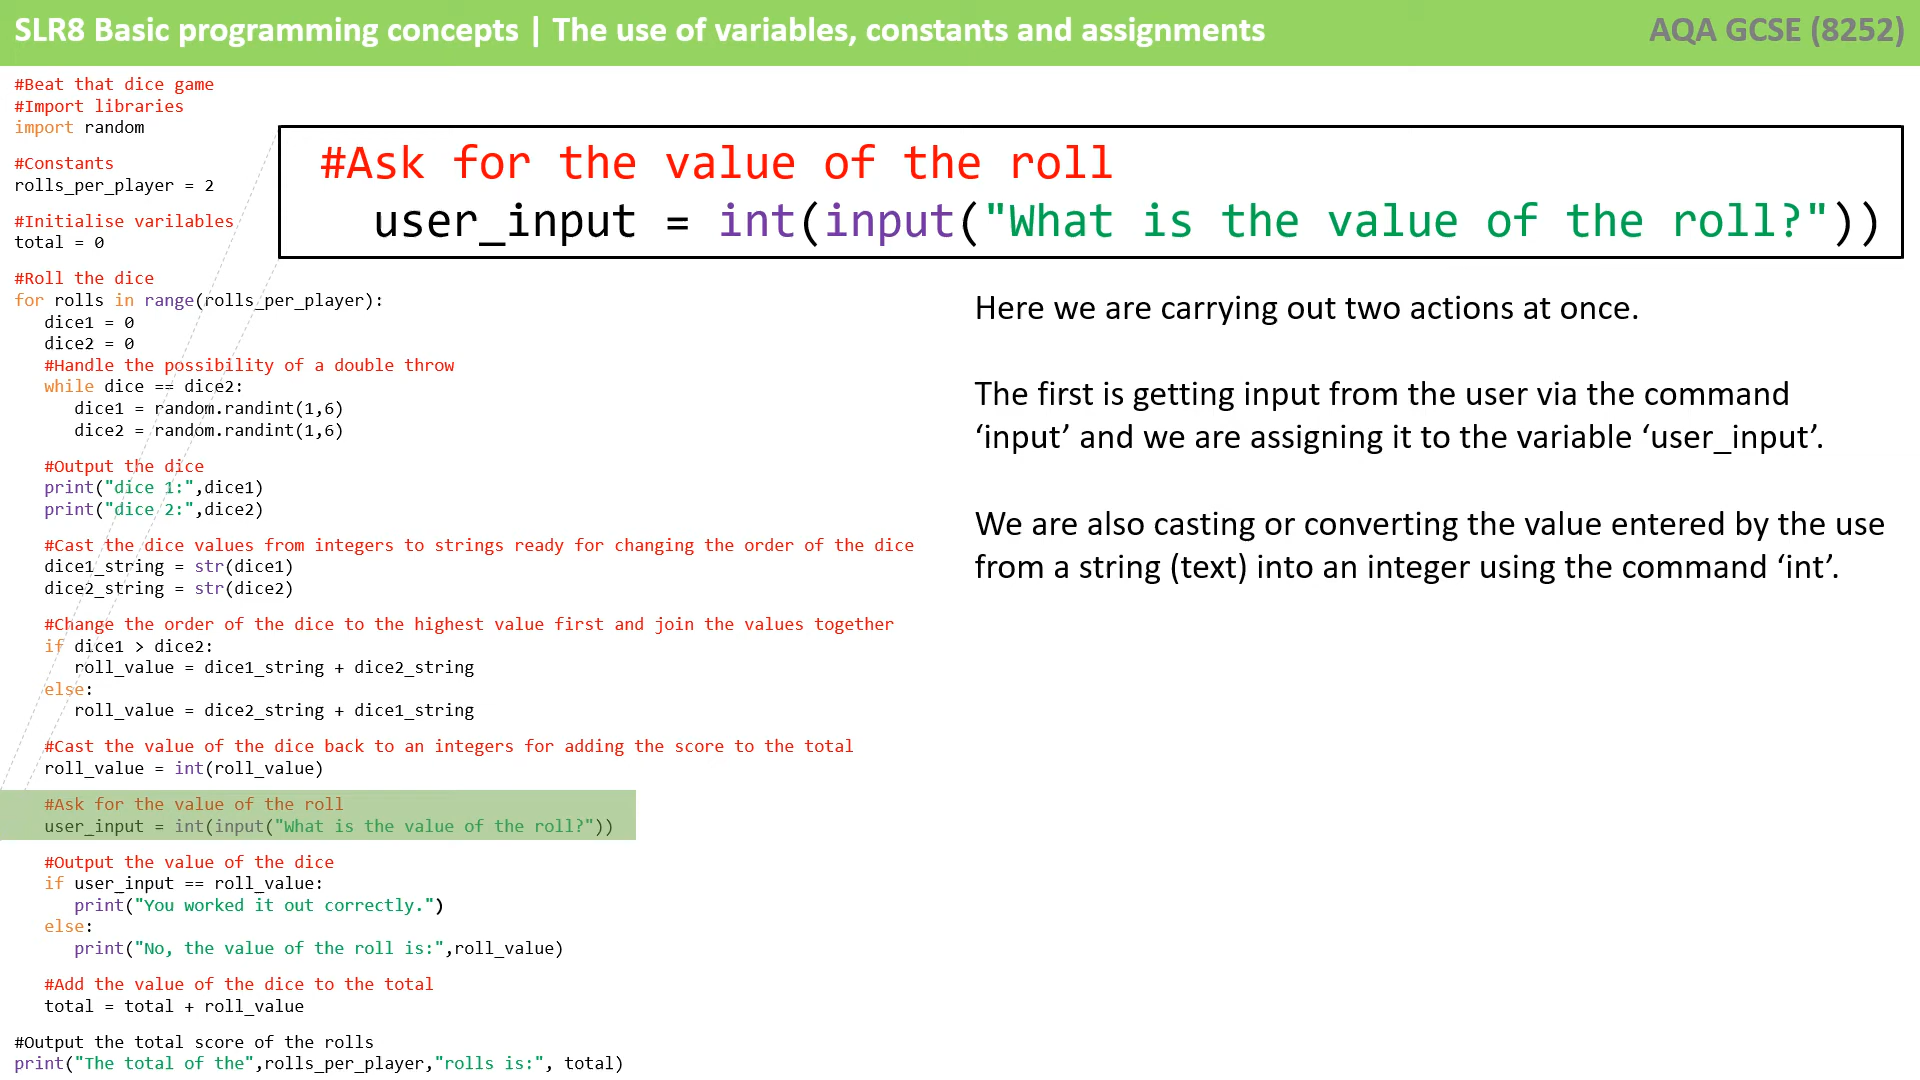 SLR8 Basic programming concepts | The use of variables, constants and assignments
AQA GCSE (8252)
#Beat that dice game
#Import libraries
import random
#Constants
rolls_per_player = 2
#Initialise varilables
total = 0
#Roll the dice
for rolls in range(rolls_per_player):
dice1 = 0
dice2 = 0
#Handle the possibility of a double throw
while dice == dice2:
dice1 = random.randint(1,6)
dice2 = random.randint(1,6)
#Output the dice
print("dice 1:",dice1)
print("dice 2:",dice2)
#Cast the dice values from integers to strings ready for changing the order of the dice
dice1_string = str(dice1)
dice2_string = str(dice2)
#Change the order of the dice to the highest value first and join the values together
if dice1 > dice2:
roll_value = dice1_string + dice2_string
else:
roll_value = dice2_string + dice1_string
#Cast the value of the dice back to an integers for adding the score to the total
roll_value = int(roll_value)
#Ask for the value of the roll
user_input = int(input("What is the value of the roll?"))
#Output the value of the dice
if user_input == roll_value:
print("You worked it out correctly.")
else:
print("No, the value of the roll is:",roll_value)
#Add the value of the dice to the total
total = total + roll_value
#Output the total score of the rolls
print("The total of the",rolls_per_player,"rolls is:", total)
#Ask for the value of the roll
user_input = int(input("What is the value of the roll?"))
Here we are carrying out two actions at once.
The first is getting input from the user via the command
‘input’ and we are assigning it to the variable ‘user_input’.
We are also casting or converting the value entered by the use
from a string (text) into an integer using the command ‘int’.